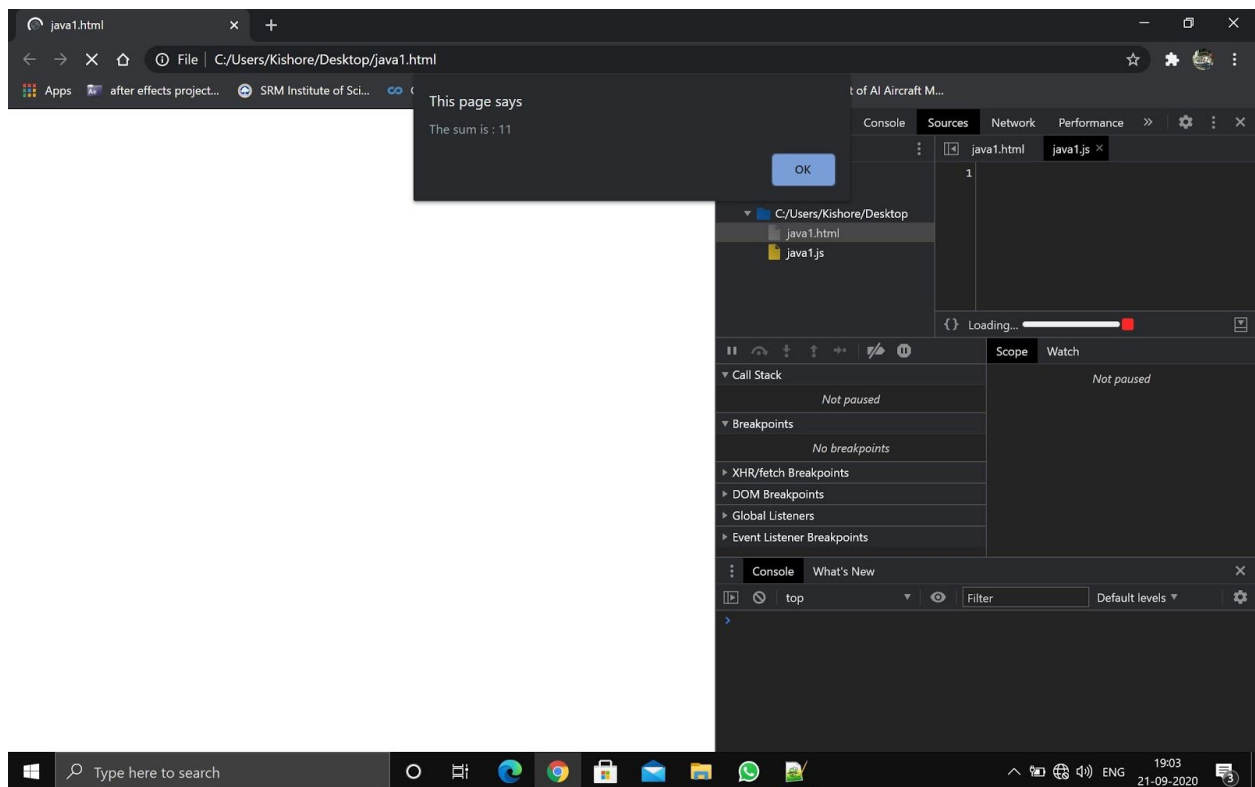 java1.html
File | C:/Users/Kishore/Desktop/java1.html
Apps after effects project... SRM Institute of Sci... t of AI Aircraft M...
This page says
The sum is : 11
OK
Console Sources Network Performance »
java1.html java1.js ×
1
C:/Users/Kishore/Desktop
java1.html
java1.js
{} Loading...
Scope Watch
Call Stack
Not paused
Not paused
Breakpoints
No breakpoints
XHR/fetch Breakpoints
DOM Breakpoints
Global Listeners
Event Listener Breakpoints
Console What's New
top Filter Default levels
Type here to search
ENG 19:03
21-09-2020
3